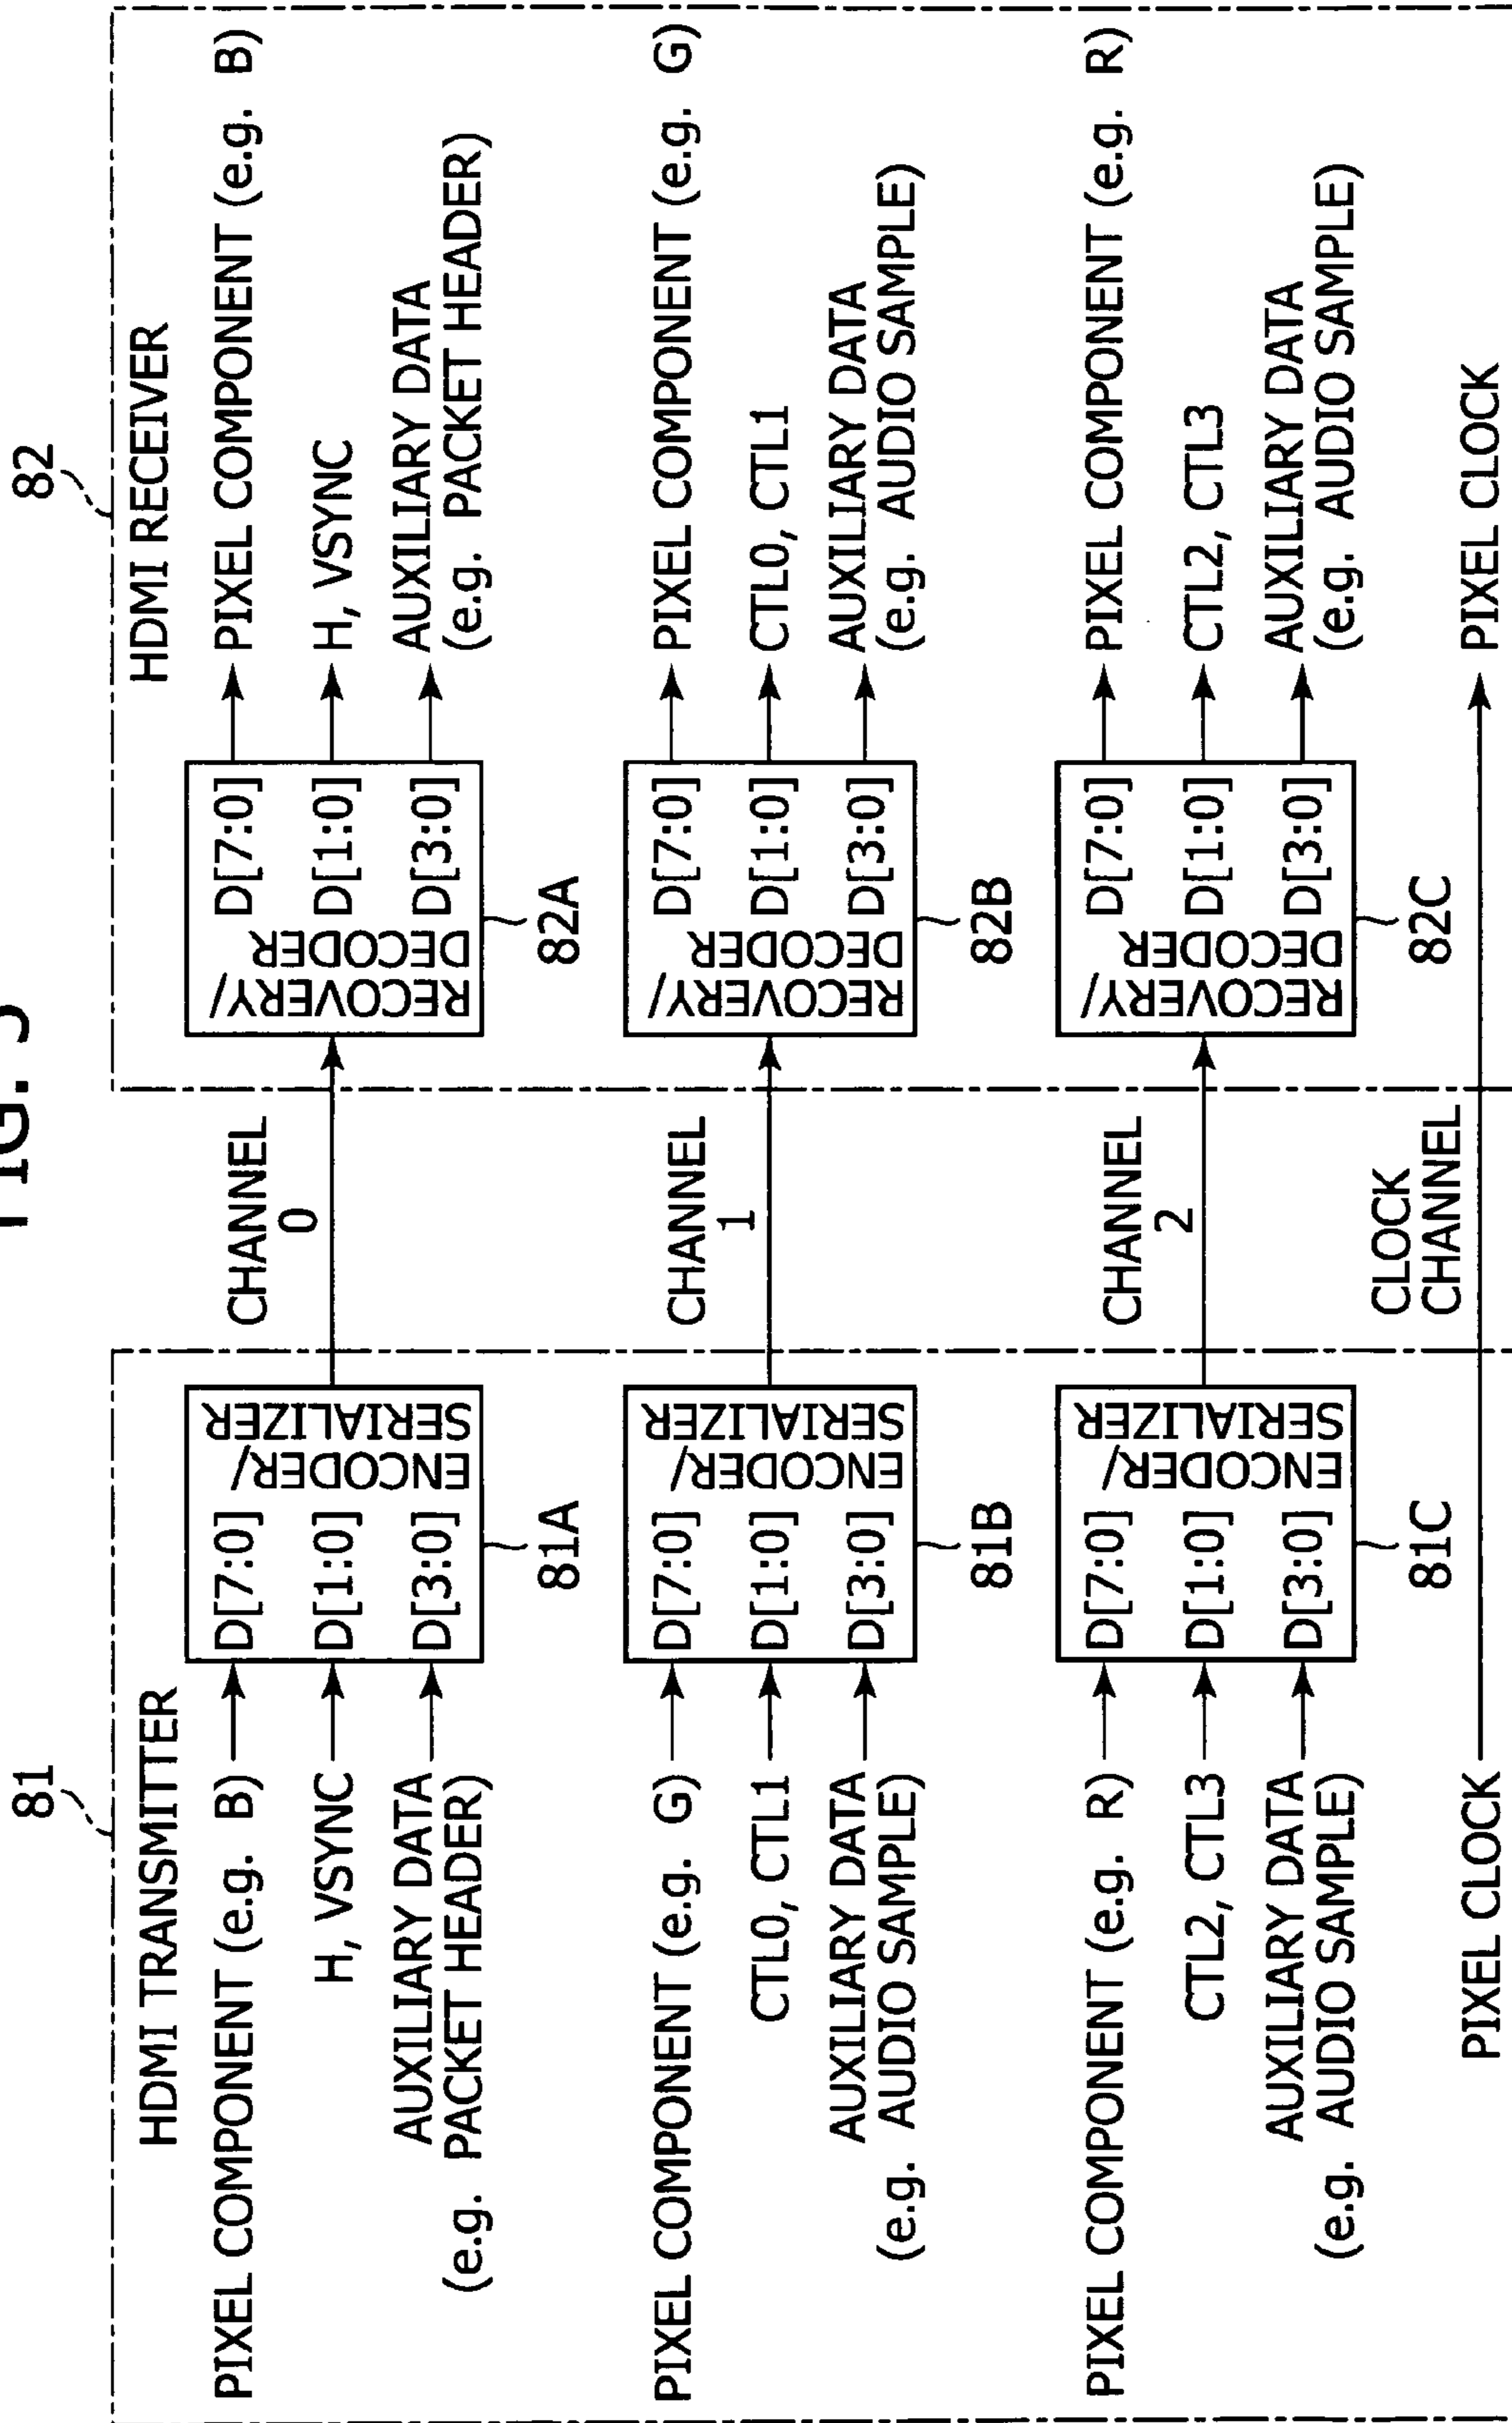 FIG.
81
HDMI TRANSMITTER
PIXEL COMPONENT (e.g. B)
H, VSYNC
AUXILIARY DATA
(e.g. PACKET HEADER)
D[7:0]
D[1:0]
D[3:0]
ENCODER/
SERIALIZER
81A
PIXEL COMPONENT (e.g. G)
CTL0, CTL1
AUXILIARY DATA
(e.g. AUDIO SAMPLE)
D[7:0]
D[1:0]
D[3:0]
ENCODER/
SERIALIZER
81B
PIXEL COMPONENT (e.g. R)
CTL2, CTL3
AUXILIARY DATA
(e.g. AUDIO SAMPLE)
D[7:0]
D[1:0]
D[3:0]
ENCODER/
SERIALIZER
81C
PIXEL CLOCK
CHANNEL
0
CHANNEL
1
CHANNEL
2
CLOCK
CHANNEL
82
HDMI RECEIVER
RECOVERY/
DECODER
D[7:0]
D[1:0]
D[3:0]
82A
PIXEL COMPONENT (e.g. B)
H, VSYNC
AUXILIARY DATA
(e.g. PACKET HEADER)
RECOVERY/
DECODER
D[7:0]
D[1:0]
D[3:0]
82B
PIXEL COMPONENT (e.g. G)
CTL0, CTL1
AUXILIARY DATA
(e.g. AUDIO SAMPLE)
RECOVERY/
DECODER
D[7:0]
D[1:0]
D[3:0]
82C
PIXEL COMPONENT (e.g. R)
CTL2, CTL3
AUXILIARY DATA
(e.g. AUDIO SAMPLE)
PIXEL CLOCK